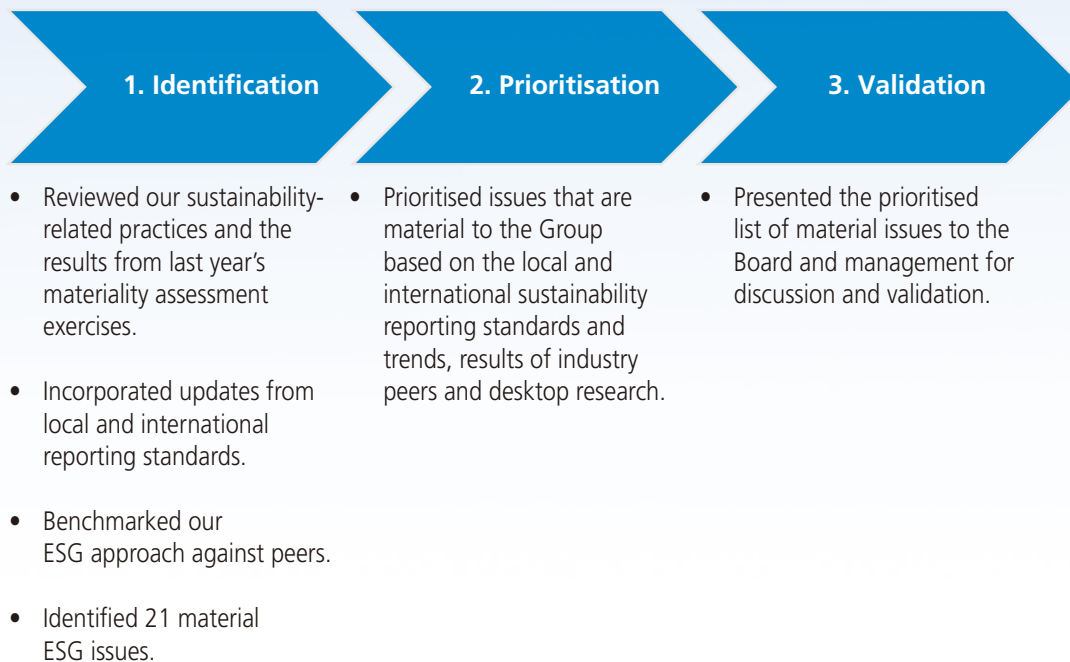 1. Identification
• Reviewed our sustainability-
related practices and the
results from last year’s
materiality assessment
exercises.
• Incorporated updates from
local and international
reporting standards.
• Benchmarked our
ESG approach against peers.
• Identified 21 material
ESG issues.
2. Prioritisation
• Prioritised issues that are
material to the Group
based on the local and
international sustainability
reporting standards and
trends, results of industry
peers and desktop research.
3. Validation
• Presented the prioritised
list of material issues to the
Board and management for
discussion and validation.